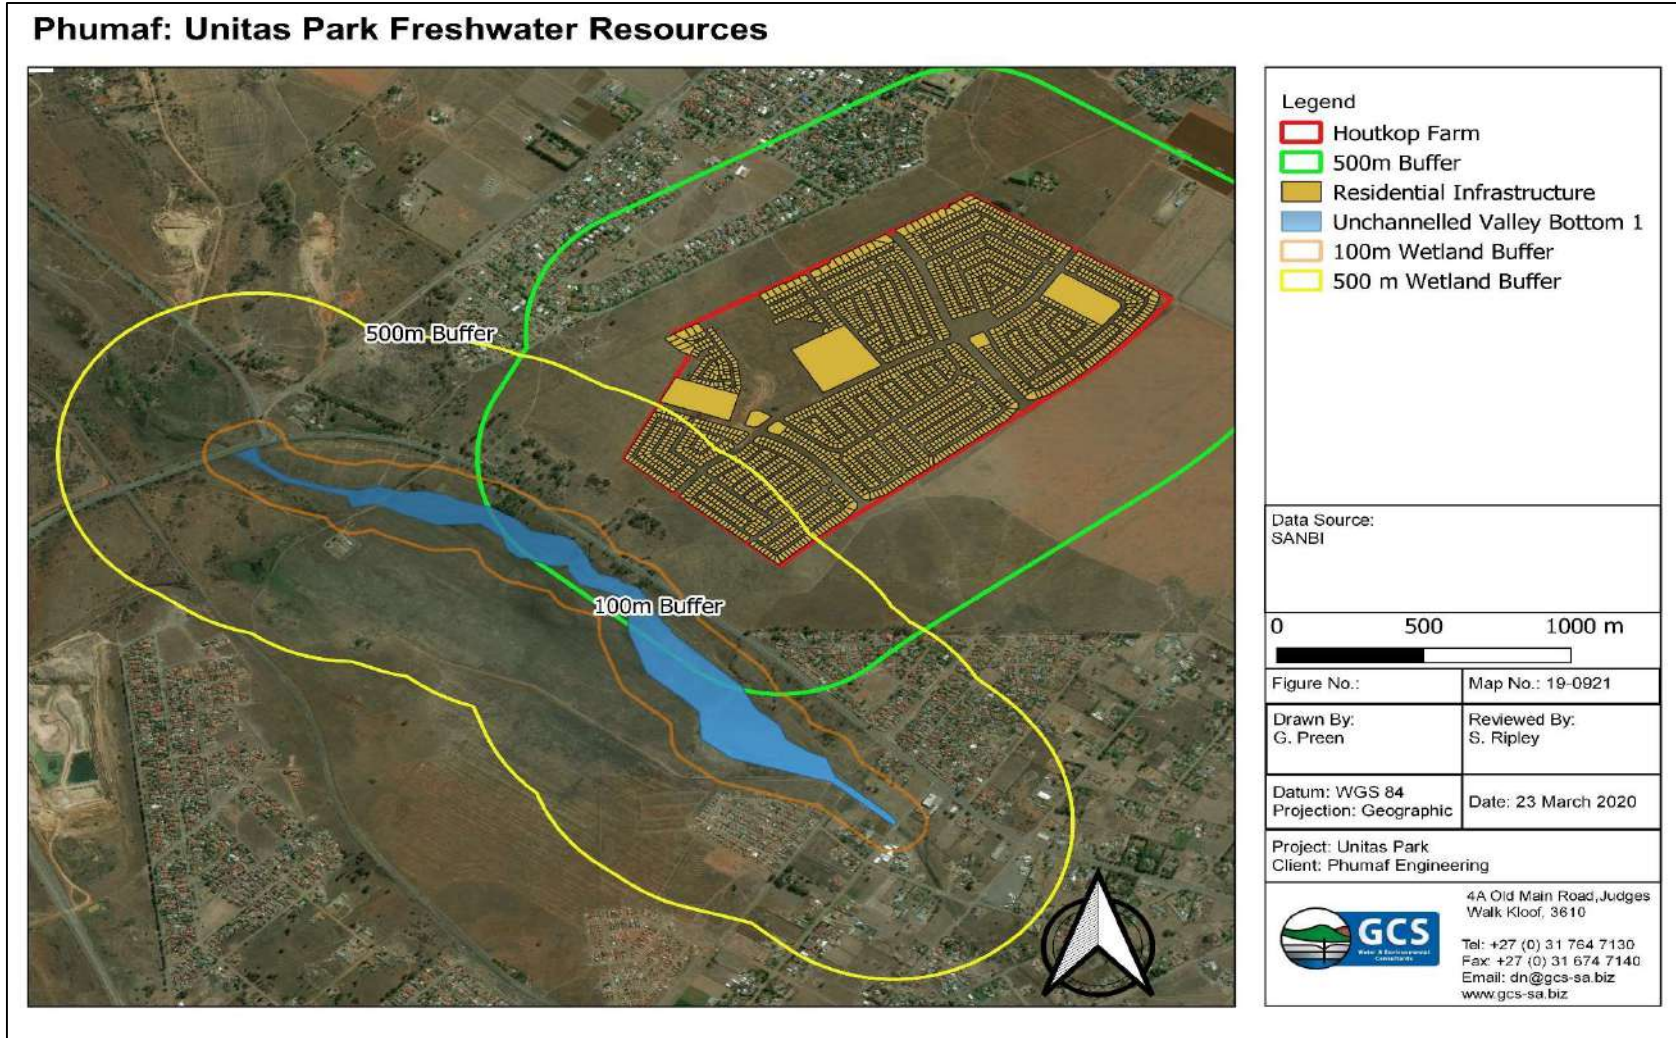 Phumaf: Unitas Park Freshwater Resources
500m Buffer
100m Buffer
Legend
Houtkop Farm
500m Buffer
Residential Infrastructure
Unchannelled Valley Bottom 1
100m Wetland Buffer
500 m Wetland Buffer
Data Source:
SANBI
0 500 1000 m
Figure No.:
Map No.: 19-0921
Drawn By:
G. Preen
Reviewed By:
S. Ripley
Datum: WGS 84
Projection: Geographic
Date: 23 March 2020
Project: Unitas Park
Client: Phumaf Engineering
GCS
Water & Environmental
Consultants
4A Old Main Road,Judges
Walk Kloof, 3610
Tel: +27 (0) 31 764 7130
Fax: +27 (0) 31 674 7140
Email: dn@gcs-sa.biz
www.gcs-sa.biz